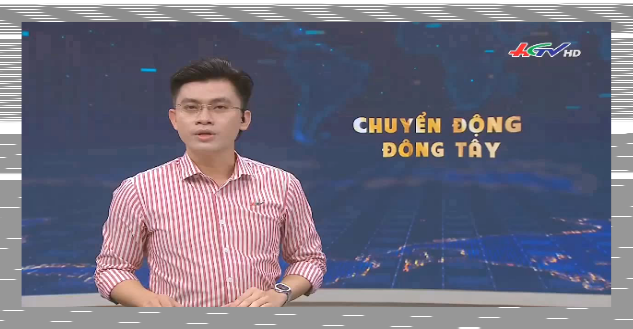 HGTV HD
CHUYỂN ĐỘNG
ĐÔNG TÂY